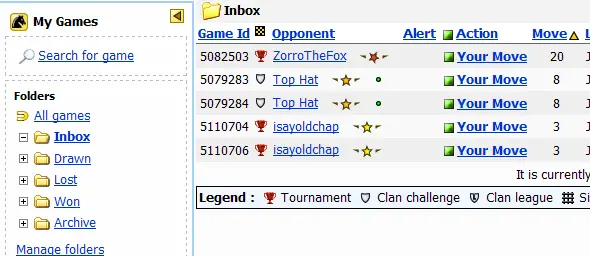 My Games
Search for game
Folders
All games
Inbox
Drawn
Lost
Won
Archive
Manage folders
Inbox
Game Id Opponent Alert Action Move
5082503 ZorroTheFox Your Move 20
5079283 Top Hat Your Move 8
5079284 Top Hat Your Move 8
5110704 isayoldchap Your Move 3
5110706 isayoldchap Your Move 3
It is currently
Legend : Tournament Clan challenge Clan league